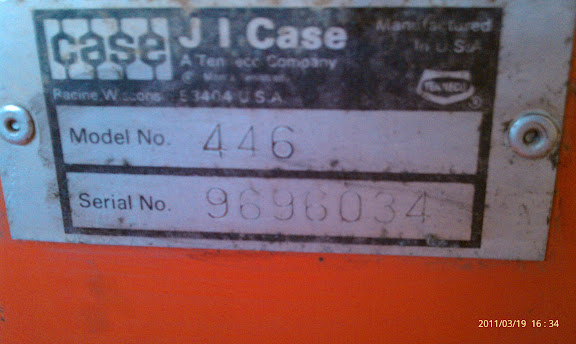 case
J I Case
A Tenneco Company
Manufactured
In U.S.A.
Racine, Wisconsin 53404 U.S.A.
TENNECO
®
Model No. 446
Serial No. 9696034
2011/03/19 16:34